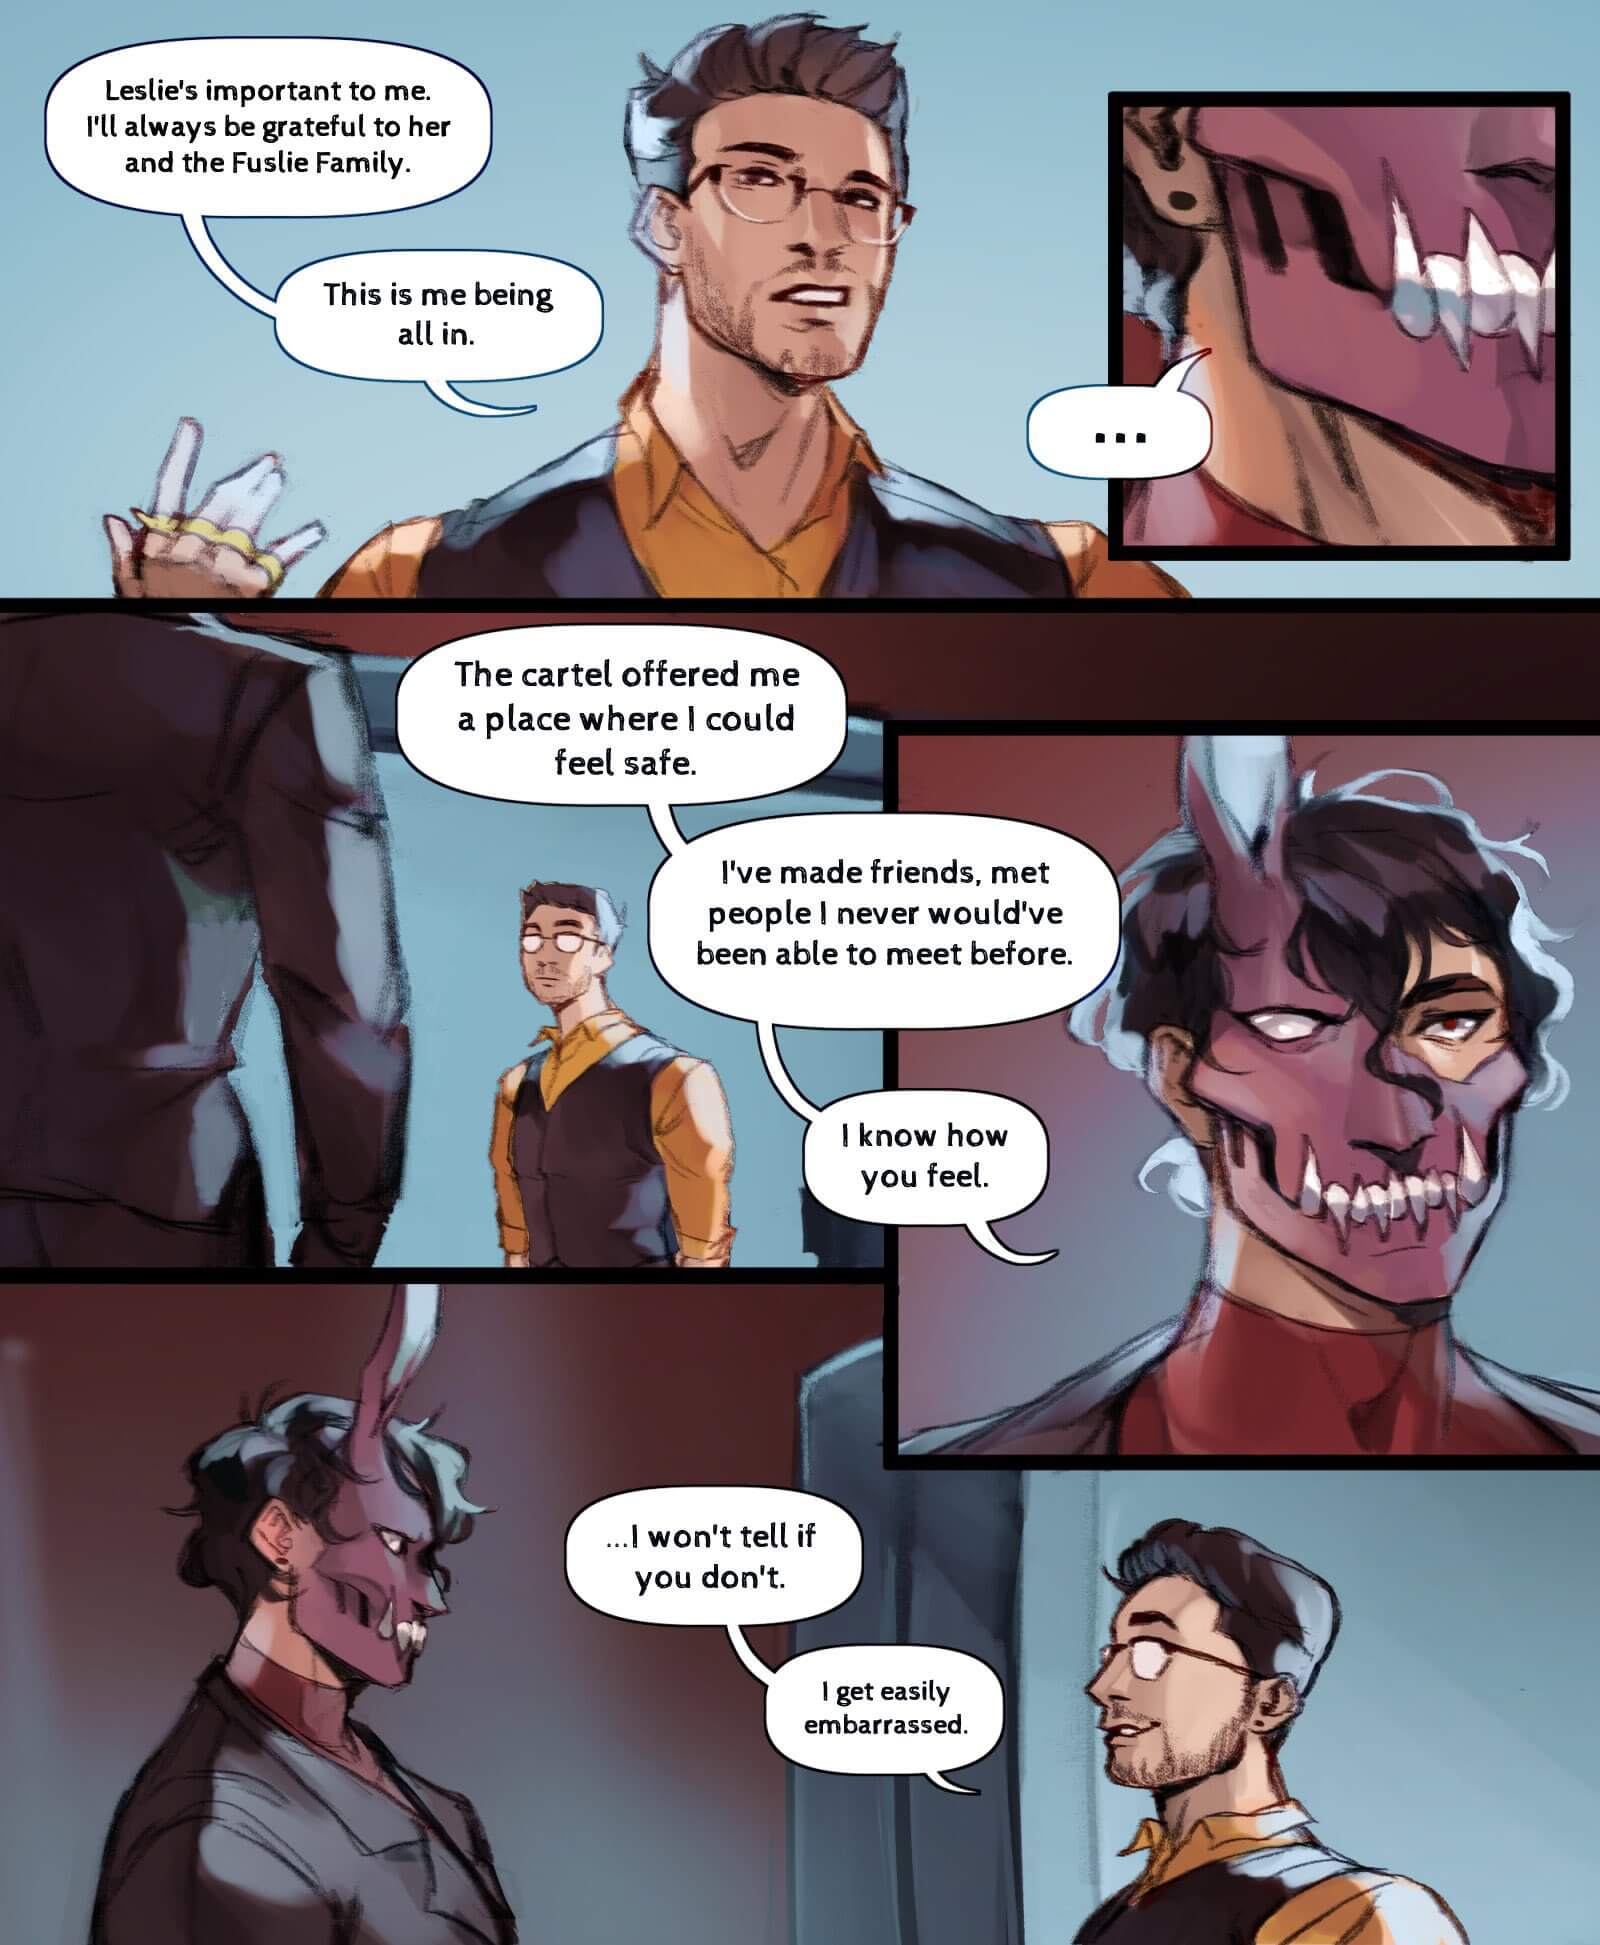 Leslie's important to me.
I'll always be grateful to her
and the Fuslie Family.
This is me being
all in.
...
The cartel offered me
a place where I could
feel safe.
I've made friends, met
people I never would've
been able to meet before.
I know how
you feel.
...I won't tell if
you don't.
I get easily
embarrassed.